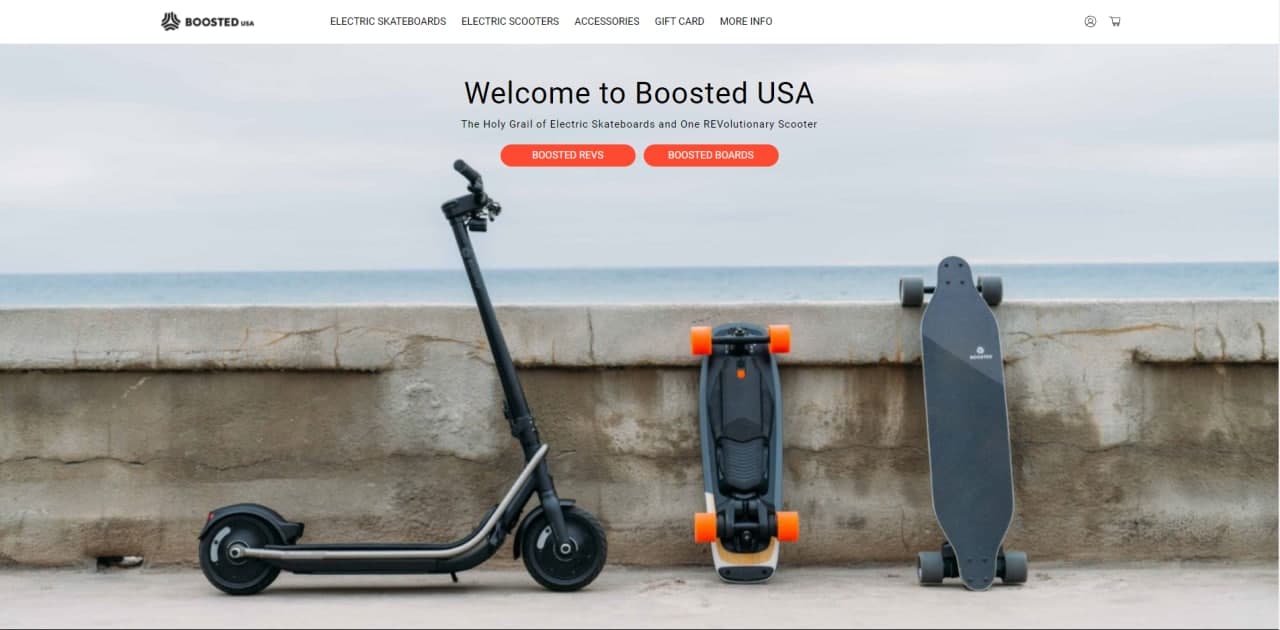 BOOSTED USA
ELECTRIC SKATEBOARDS ELECTRIC SCOOTERS ACCESSORIES GIFT CARD MORE INFO
Welcome to Boosted USA
The Holy Grail of Electric Skateboards and One REVolutionary Scooter
BOOSTED REVS BOOSTED BOARDS
BOOSTED